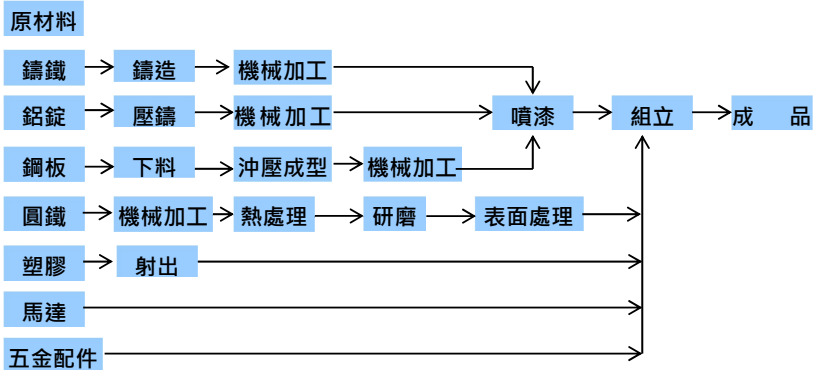 原材料
鑄鐵 鑄造 機械加工
鋁錠 壓鑄 機械加工 噴漆 組立 成 品
鋼板 下料 沖壓成型 機械加工
圓鐵 機械加工 熱處理 研磨 表面處理
塑膠 射出
馬達
五金配件